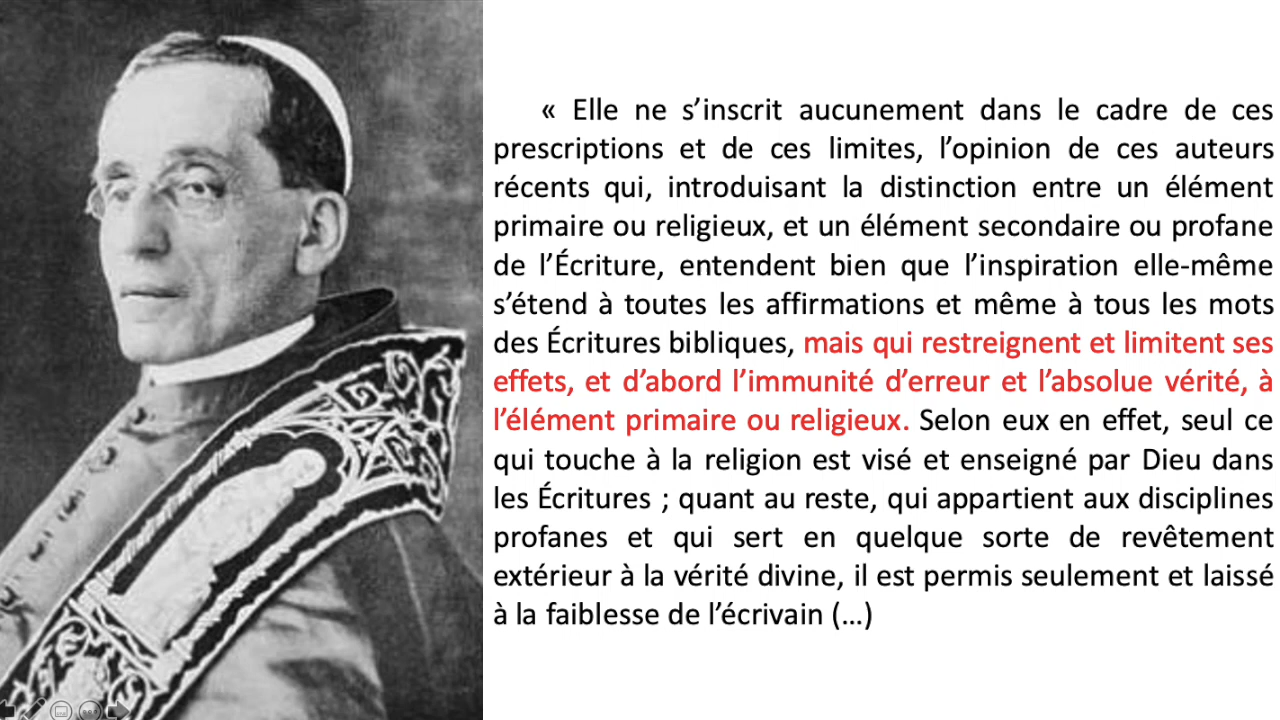 « Elle ne s’inscrit aucunement dans le cadre de ces
prescriptions et de ces limites, l’opinion de ces auteurs
récents qui, introduisant la distinction entre un élément
primaire ou religieux, et un élément secondaire ou profane
de l’Écriture, entendent bien que l’inspiration elle-même
s’étend à toutes les affirmations et même à tous les mots
des Écritures bibliques, mais qui restreignent et limitent ses
effets, et d’abord l’immunité d’erreur et l’absolue vérité, à
l’élément primaire ou religieux. Selon eux en effet, seul ce
qui touche à la religion est visé et enseigné par Dieu dans
les Écritures ; quant au reste, qui appartient aux disciplines
profanes et qui sert en quelque sorte de revêtement
extérieur à la vérité divine, il est permis seulement et laissé
à la faiblesse de l’écrivain (…)